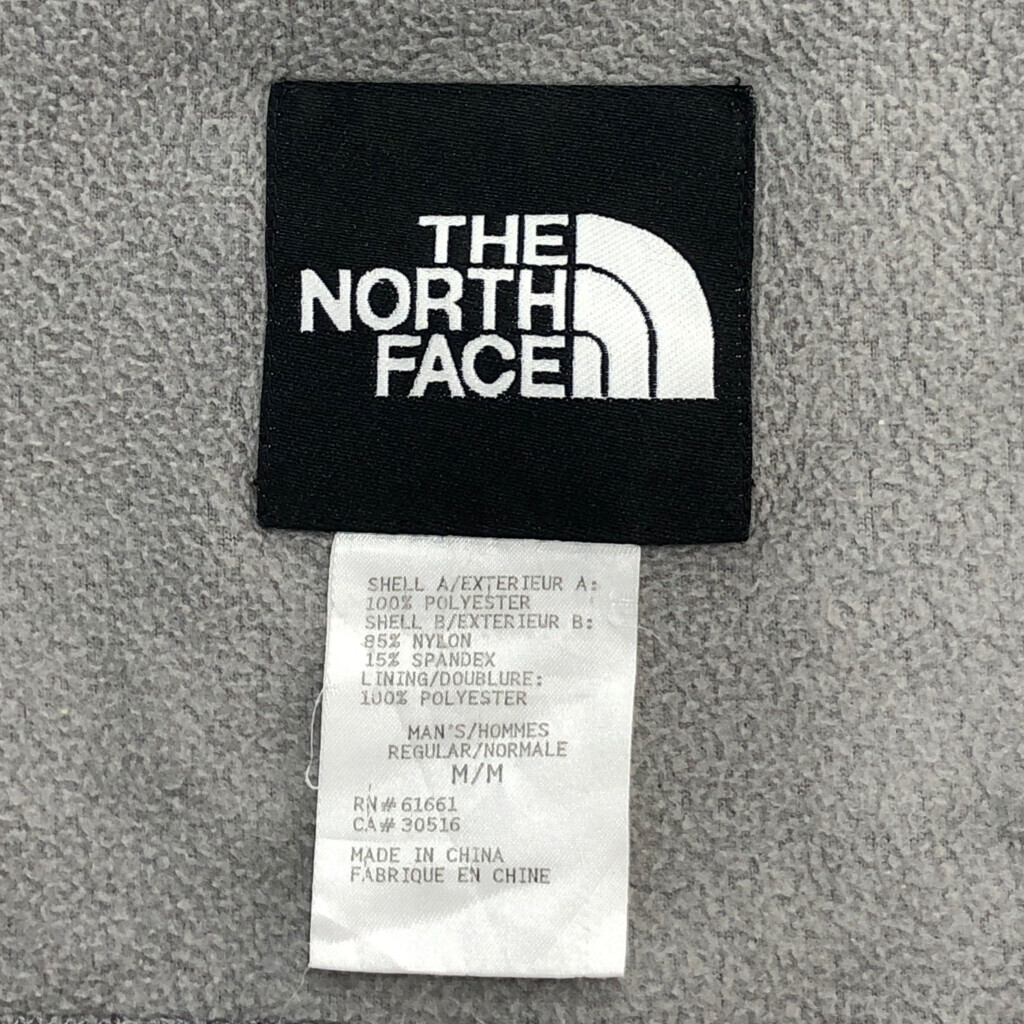 THE
NORTH
FACE
SHELL A/EXTERIEUR A:
100% POLYESTER
SHELL B/EXTERIEUR B:
85% NYLON
15% SPANDEX
LINING/DOUBLURE:
100% POLYESTER
MAN'S/HOMMES
REGULAR/NORMALE
M/M
RN#61661
CA#30516
MADE IN CHINA
FABRIQUE EN CHINE